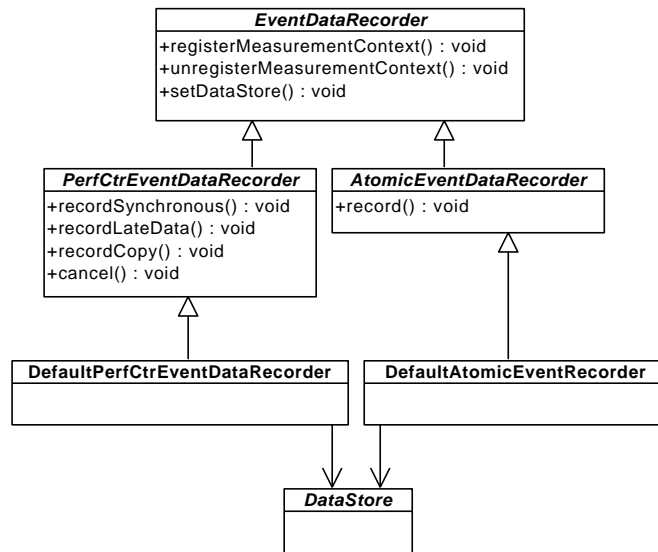 EventDataRecorder
+registerMeasurementContext() : void
+unregisterMeasurementContext() : void
+setDataStore() : void
PerfCtrEventDataRecorder
+recordSynchronous() : void
+recordLateData() : void
+recordCopy() : void
+cancel() : void
AtomicEventDataRecorder
+record() : void
DefaultPerfCtrEventDataRecorder
DefaultAtomicEventRecorder
DataStore